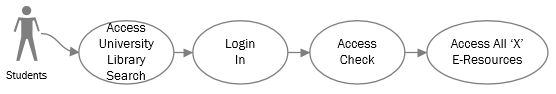 Students
Access
University
Library
Search
Login
In
Access
Check
Access All ‘X’
E-Resources